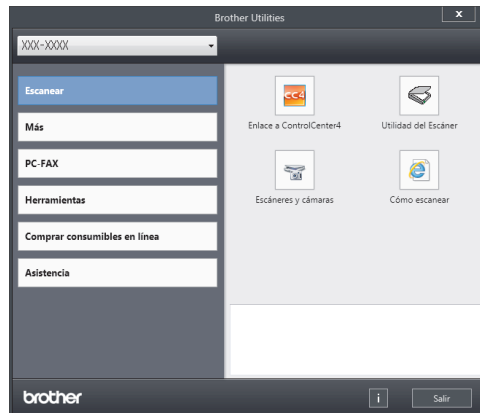 Brother Utilities
x
XXX-XXXX
Escanear
Más
PC-FAX
Herramientas
Comprar consumibles en línea
Asistencia
CC4
Enlace a ControlCenter4
Utilidad del Escáner
Escáneres y cámaras
Cómo escanear
brother
i
Salir